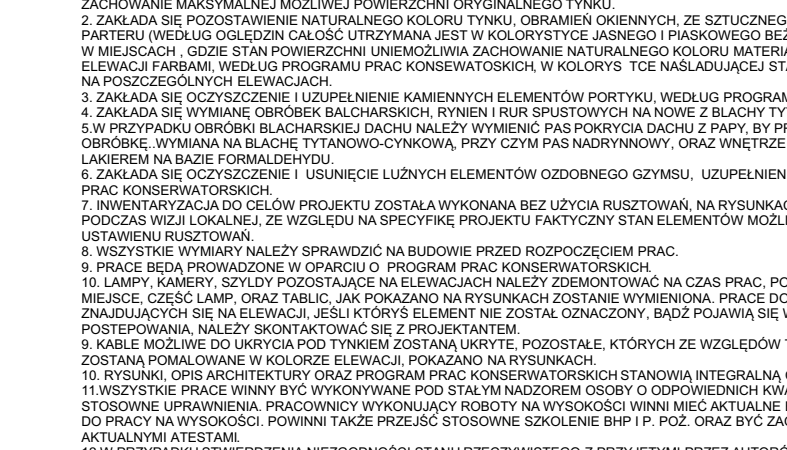 ZACHOWANIE MAKSYMALNEJ MOŻLIWEJ POWIERZCHNI ORYGINALNEGO TYNKU.
2. ZAKŁADA SIĘ POZOSTAWIENIE NATURALNEGO KOLORU TYNKU, OBRAMIEŃ OKIENNYCH, ZE SZTUCZNEG
PARTERU (WEDŁUG OGLĘDZIN CAŁOŚĆ UTRZYMANA JEST W KOLORYSTYCE JASNEGO I PIASKOWEGO BEŻ
W MIEJSCACH , GDZIE STAN POWIERZCHNI UNIEMOŻLIWIA ZACHOWANIE NATURALNEGO KOLORU MATERIA
ELEWACJI FARBAMI, WEDŁUG PROGRAMU PRAC KONSEWATOSKICH, W KOLORYS TCE NAŚLADUJĄCEJ STA
NA POSZCZEGÓLNYCH ELEWACJACH.
3. ZAKŁADA SIĘ OCZYSZCZENIE I UZUPEŁNIENIE KAMIENNYCH ELEMENTÓW PORTYKU, WEDŁUG PROGRAM
4. ZAKŁADA SIĘ WYMIANĘ OBRÓBEK BALCHARSKICH, RYNIEN I RUR SPUSTOWYCH NA NOWE Z BLACHY TY
5.W PRZYPADKU OBRÓBKI BLACHARSKIEJ DACHU NALEŻY WYMIENIĆ PAS POKRYCIA DACHU Z PAPY, BY PR
OBRÓBKĘ..WYMIANA NA BLACHĘ TYTANOWO-CYNKOWĄ, PRZY CZYM PAS NADRYNNOWY, ORAZ WNĘTRZE
LAKIEREM NA BAZIE FORMALDEHYDU.
6. ZAKŁADA SIĘ OCZYSZCZENIE I USUNIĘCIE LUŹNYCH ELEMENTÓW OZDOBNEGO GZYMSU, UZUPEŁNIEN
PRAC KONSERWATORSKICH.
7. INWENTARYZACJA DO CELÓW PROJEKTU ZOSTAŁA WYKONANA BEZ UŻYCIA RUSZTOWAŃ, NA RYSUNKAC
PODCZAS WIZJI LOKALNEJ, ZE WZGLĘDU NA SPECYFIKĘ PROJEKTU FAKTYCZNY STAN ELEMENTÓW MOŻLI
USTAWIENIU RUSZTOWAŃ.
8. WSZYSTKIE WYMIARY NALEŻY SPRAWDZIĆ NA BUDOWIE PRZED ROZPOCZĘCIEM PRAC.
9. PRACE BĘDĄ PROWADZONE W OPARCIU O PROGRAM PRAC KONSERWATORSKICH.
10. LAMPY, KAMERY, SZYLDY POZOSTAJĄCE NA ELEWACJACH NALEŻY ZDEMONTOWAĆ NA CZAS PRAC, PO
MIEJSCE, CZĘŚĆ LAMP, ORAZ TABLIC, JAK POKAZANO NA RYSUNKACH ZOSTANIE WYMIENIONA. PRACE DO
ZNAJDUJĄCYCH SIĘ NA ELEWACJI, JEŚLI KTÓRYŚ ELEMENT NIE ZOSTAŁ OZNACZONY, BĄDŹ POJAWIĄ SIĘ W
POSTEPOWANIA, NALEŻY SKONTAKTOWAĆ SIĘ Z PROJEKTANTEM.
9. KABLE MOŻLIWE DO UKRYCIA POD TYNKIEM ZOSTANĄ UKRYTE, POZOSTAŁE, KTÓRYCH ZE WZGLĘDÓW T
ZOSTANĄ POMALOWANE W KOLORZE ELEWACJI, POKAZANO NA RYSUNKACH.
10. RYSUNKI, OPIS ARCHITEKTURY ORAZ PROGRAM PRAC KONSERWATORSKICH STANOWIĄ INTEGRALNĄ
11.WSZYSTKIE PRACE WINNY BYĆ WYKONYWANE POD STAŁYM NADZOREM OSOBY O ODPOWIEDNICH KWA
STOSOWNE UPRAWNIENIA. PRACOWNICY WYKONUJĄCY ROBOTY NA WYSOKOŚCI WINNI MIEĆ AKTUALNE
DO PRACY NA WYSOKOŚCI. POWINNI TAKŻE PRZEJŚĆ STOSOWNE SZKOLENIE BHP I P. POŻ. ORAZ BYĆ ZAO
AKTUALNYMI ATESTAMI.
12.W PRZYPADKU STWIERDZENIA NIEZGODNOŚCI STANU RZECZYWISTEGO Z PRZYJĘTYMI PRZEZ AUTORÓ